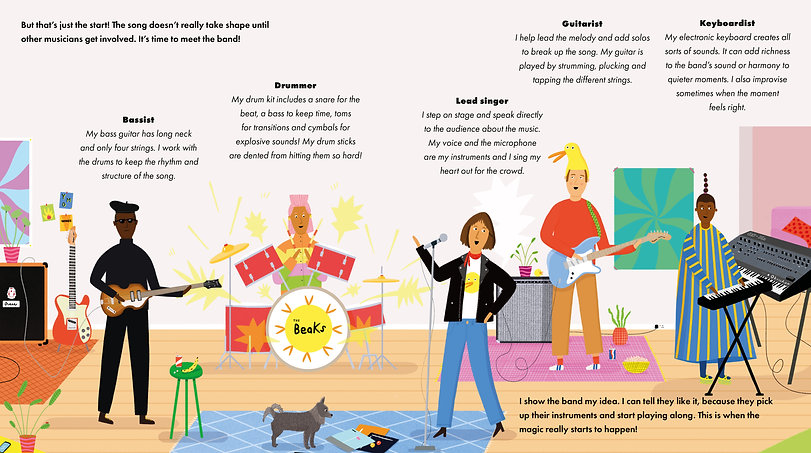 But that's just the start! The song doesn't really take shape until
other musicians get involved. It's time to meet the band!
Bassist
My bass guitar has long neck
and only four strings. I work with
the drums to keep the rhythm and
structure of the song.
Drummer
My drum kit includes a snare for the
beat, a bass to keep time, toms
for transitions and cymbals for
explosive sounds! My drum sticks
are dented from hitting them so hard!
Lead singer
I step on stage and speak directly
to the audience about the music.
My voice and the microphone
are my instruments and I sing my
heart out for the crowd.
Guitarist
I help lead the melody and add solos
to break up the song. My guitar is
played by strumming, plucking and
tapping the different strings.
Keyboardist
My electronic keyboard creates all
sorts of sounds. It can add richness
to the band's sound or harmony to
quieter moments. I also improvise
sometimes when the moment
feels right.
THE
BEAKS
I show the band my idea. I can tell they like it, because they pick
up their instruments and start playing along. This is when the
magic really starts to happen!